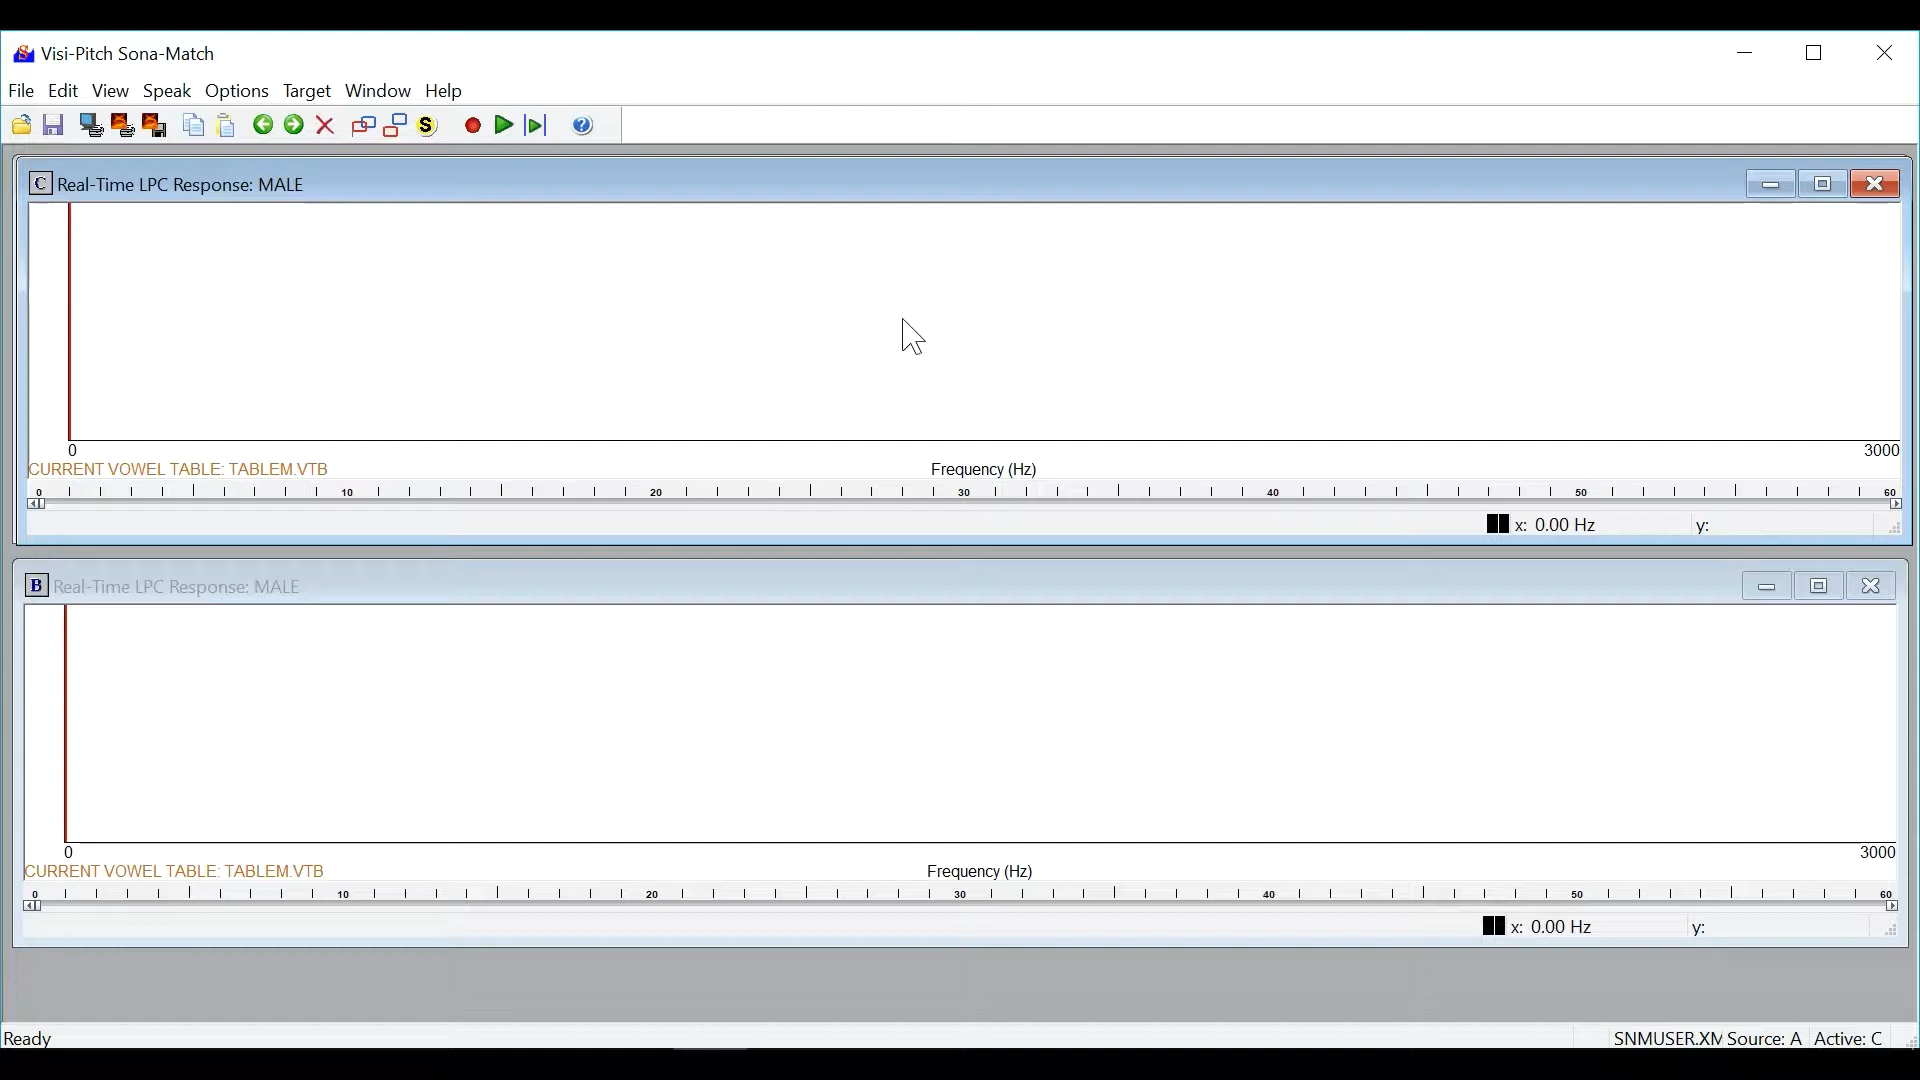 Visi-Pitch Sona-Match
File Edit View Speak Options Target Window Help
S ?
C Real-Time LPC Response: MALE
0 3000
CURRENT VOWEL TABLE: TABLEM.VTB Frequency (Hz)
0 10 20 30 40 50 60
x: 0.00 Hz y:
B Real-Time LPC Response: MALE
0 3000
CURRENT VOWEL TABLE: TABLEM.VTB Frequency (Hz)
0 10 20 30 40 50 60
x: 0.00 Hz y:
Ready SNMUSER.XM Source: A Active: C